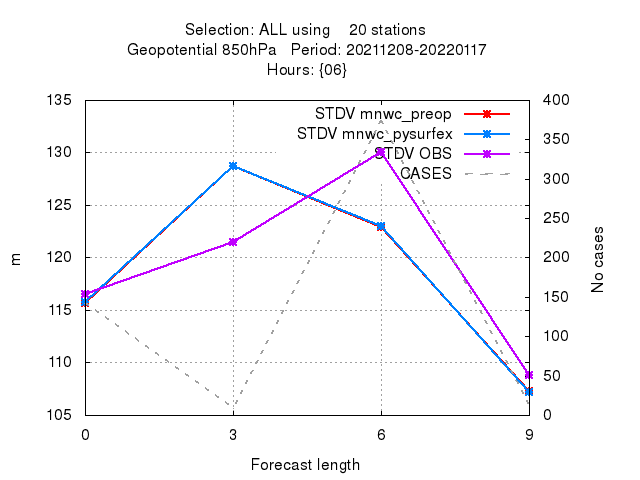 Selection: ALL using    20 stations
Geopotential 850hPa   Period: 20211208-20220117
Hours: {06}
135
130
125
120
115
110
105
400
350
300
250
200
150
100
50
0
STDV mnwc_preop
STDV mnwc_pysurfex
STDV OBS
CASES
m
No cases
0 3 6 9
Forecast length